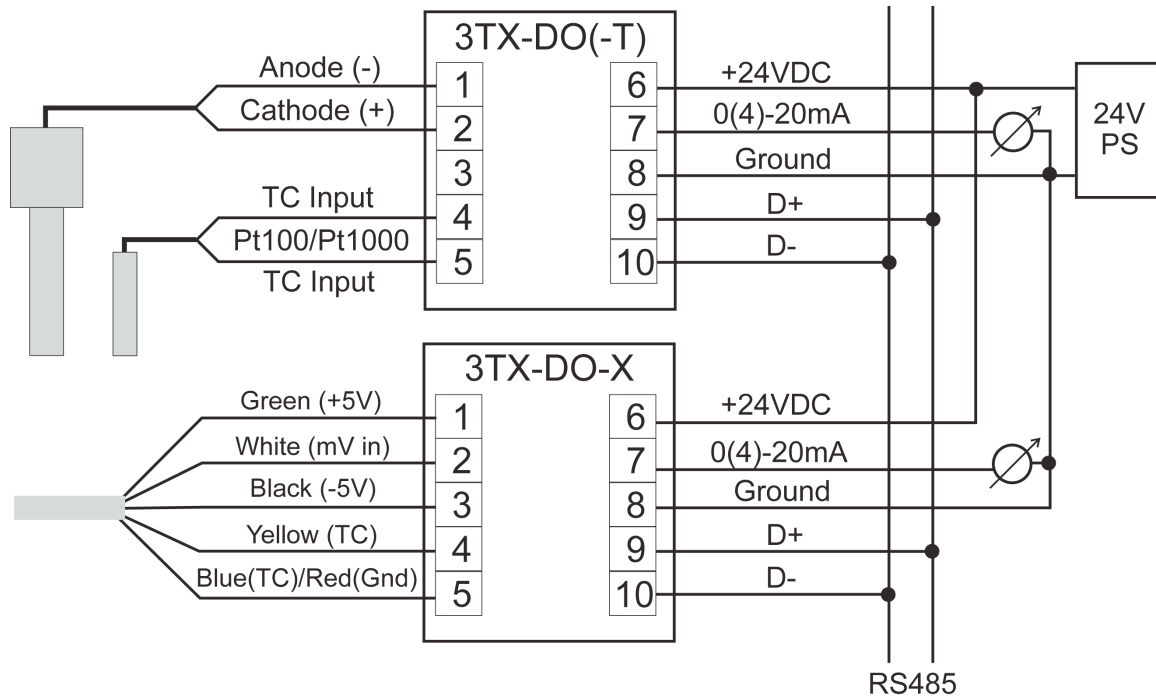 3TX-DO(-T)
Anode (-)
1
6
+24VDC
Cathode (+)
2
7
0(4)-20mA
24V
PS
3
8
Ground
TC Input
4
9
D+
Pt100/Pt1000
5
10
D-
TC Input
3TX-DO-X
Green (+5V)
1
6
+24VDC
White (mV in)
2
7
0(4)-20mA
Black (-5V)
3
8
Ground
Yellow (TC)
4
9
D+
Blue(TC)/Red(Gnd)
5
10
D-
RS485